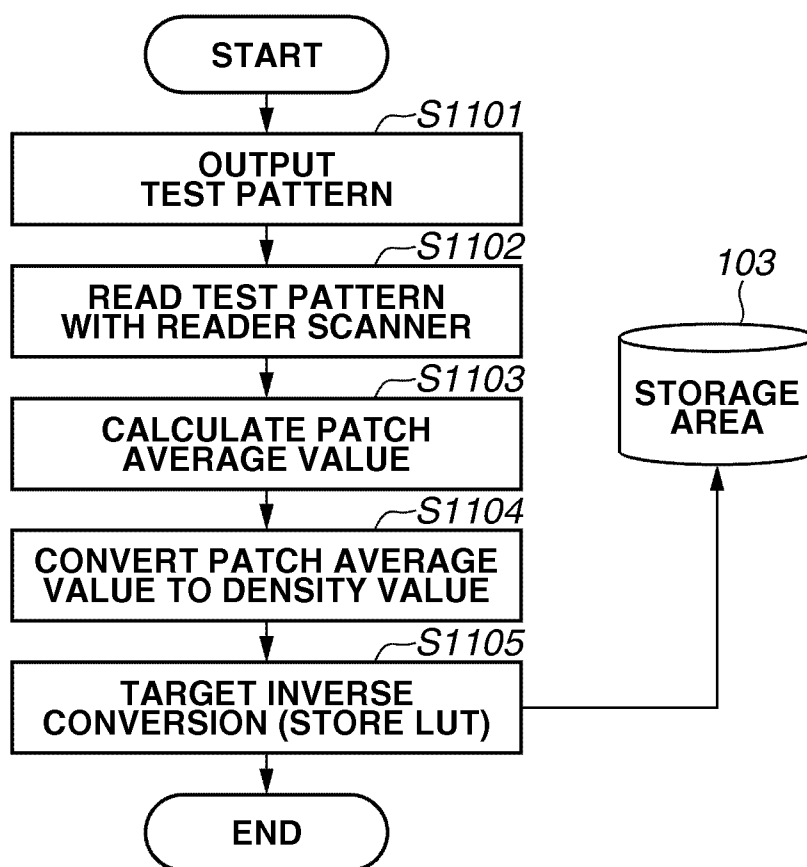 START
S1101
OUTPUT
TEST PATTERN
S1102
READ TEST PATTERN
WITH READER SCANNER
S1103
CALCULATE PATCH
AVERAGE VALUE
S1104
CONVERT PATCH AVERAGE
VALUE TO DENSITY VALUE
S1105
TARGET INVERSE
CONVERSION (STORE LUT)
END
103
STORAGE
AREA